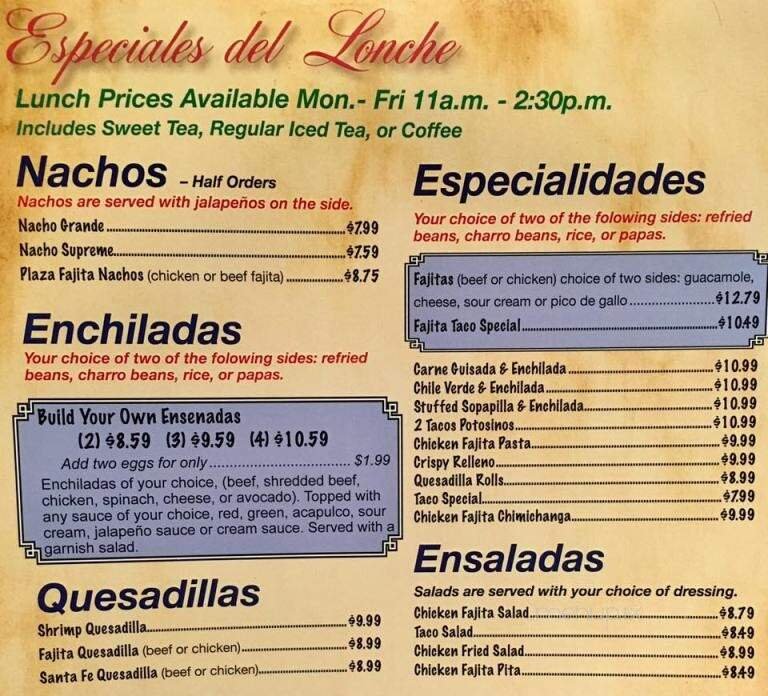 Especiales del Lonche
Lunch Prices Available Mon.- Fri 11a.m. - 2:30p.m.
Includes Sweet Tea, Regular Iced Tea, or Coffee
Nachos – Half Orders
Nachos are served with jalapeños on the side.
Nacho Grande ........ $7.99
Nacho Supreme........ $7.59
Plaza Fajita Nachos (chicken or beef fajita) ........ $8.75
Enchiladas
Your choice of two of the folowing sides: refried
beans, charro beans, rice, or papas.
Build Your Own Ensenadas
(2) $8.59 (3) $9.59 (4) $10.59
Add two eggs for only ........ $1.99
Enchiladas of your choice, (beef, shredded beef,
chicken, spinach, cheese, or avocado). Topped with
any sauce of your choice, red, green, acapulco, sour
cream, jalapeño sauce or cream sauce. Served with a
garnish salad.
Quesadillas
Shrimp Quesadilla........ $9.99
Fajita Quesadilla (beef or chicken)........ $8.99
Santa Fe Quesadilla (beef or chicken)........ $8.99
Especialidades
Your choice of two of the folowing sides: refried
beans, charro beans, rice, or papas.
Fajitas (beef or chicken) choice of two sides: guacamole,
cheese, sour cream or pico de gallo ........ $12.79
Fajita Taco Special........ $10.49
Carne Guisada & Enchilada ........ $10.99
Chile Verde & Enchilada........ $10.99
Stuffed Sopapilla & Enchilada........ $10.99
2 Tacos Potosinos........ $10.99
Chicken Fajita Pasta........ $9.99
Crispy Relleno........ $9.99
Quesadilla Rolls........ $8.99
Taco Special........ $7.99
Chicken Fajita Chimichanga........ $9.99
Ensaladas
Salads are served with your choice of dressing.
Chicken Fajita Salad........ $8.79
Taco Salad........ $8.49
Chicken Fried Salad........ $8.99
Chicken Fajita Pita........ $8.49